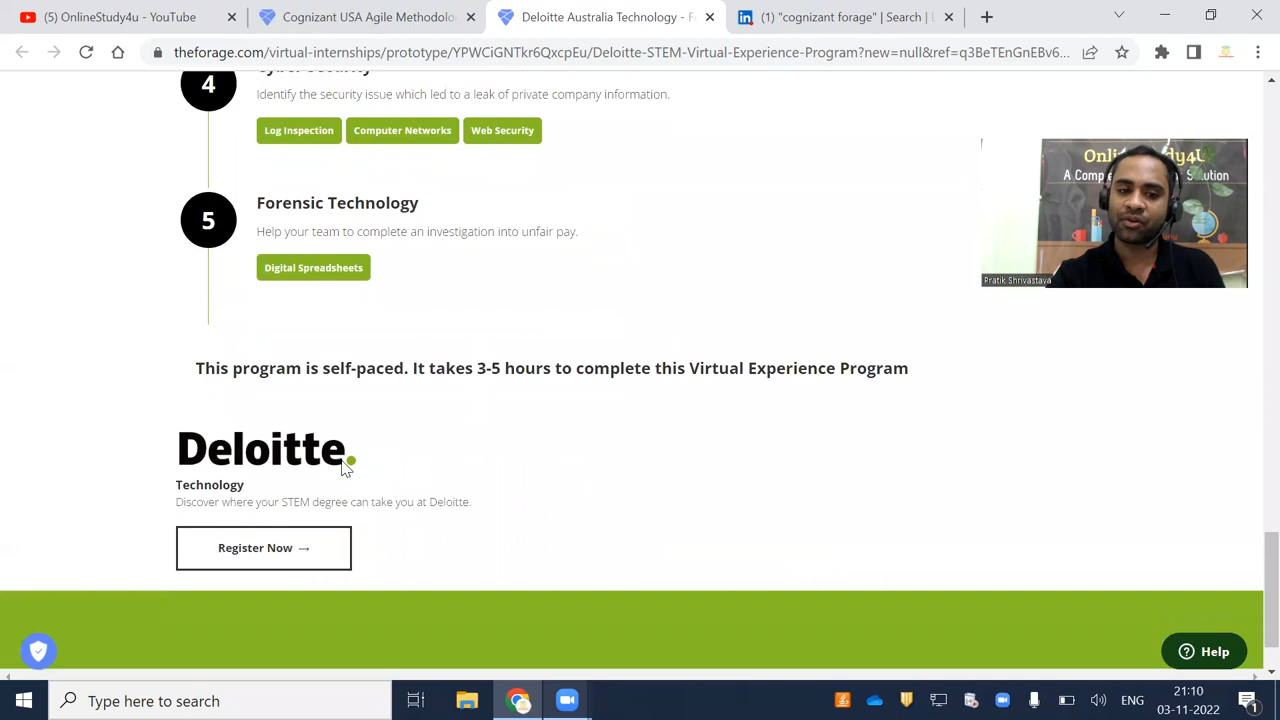 (5) OnlineStudy4u - YouTube
Cognizant USA Agile Methodolo
Deloitte Australia Technology - F
(1) "cognizant forage" | Search | L
theforage.com/virtual-internships/prototype/YPWCiGNTkr6QxcpEu/Deloitte-STEM-Virtual-Experience-Program?new=null&ref=q3BeTEnGnEBv6...
4
Cyber Security
Identify the security issue which led to a leak of private company information.
Log Inspection Computer Networks Web Security
A Comp Solution
Pratik Shrivastava
5
Forensic Technology
Help your team to complete an investigation into unfair pay.
Digital Spreadsheets
This program is self-paced. It takes 3-5 hours to complete this Virtual Experience Program
Deloitte.
Technology
Discover where your STEM degree can take you at Deloitte.
Register Now →
Help
Type here to search
ENG
21:10
03-11-2022
1